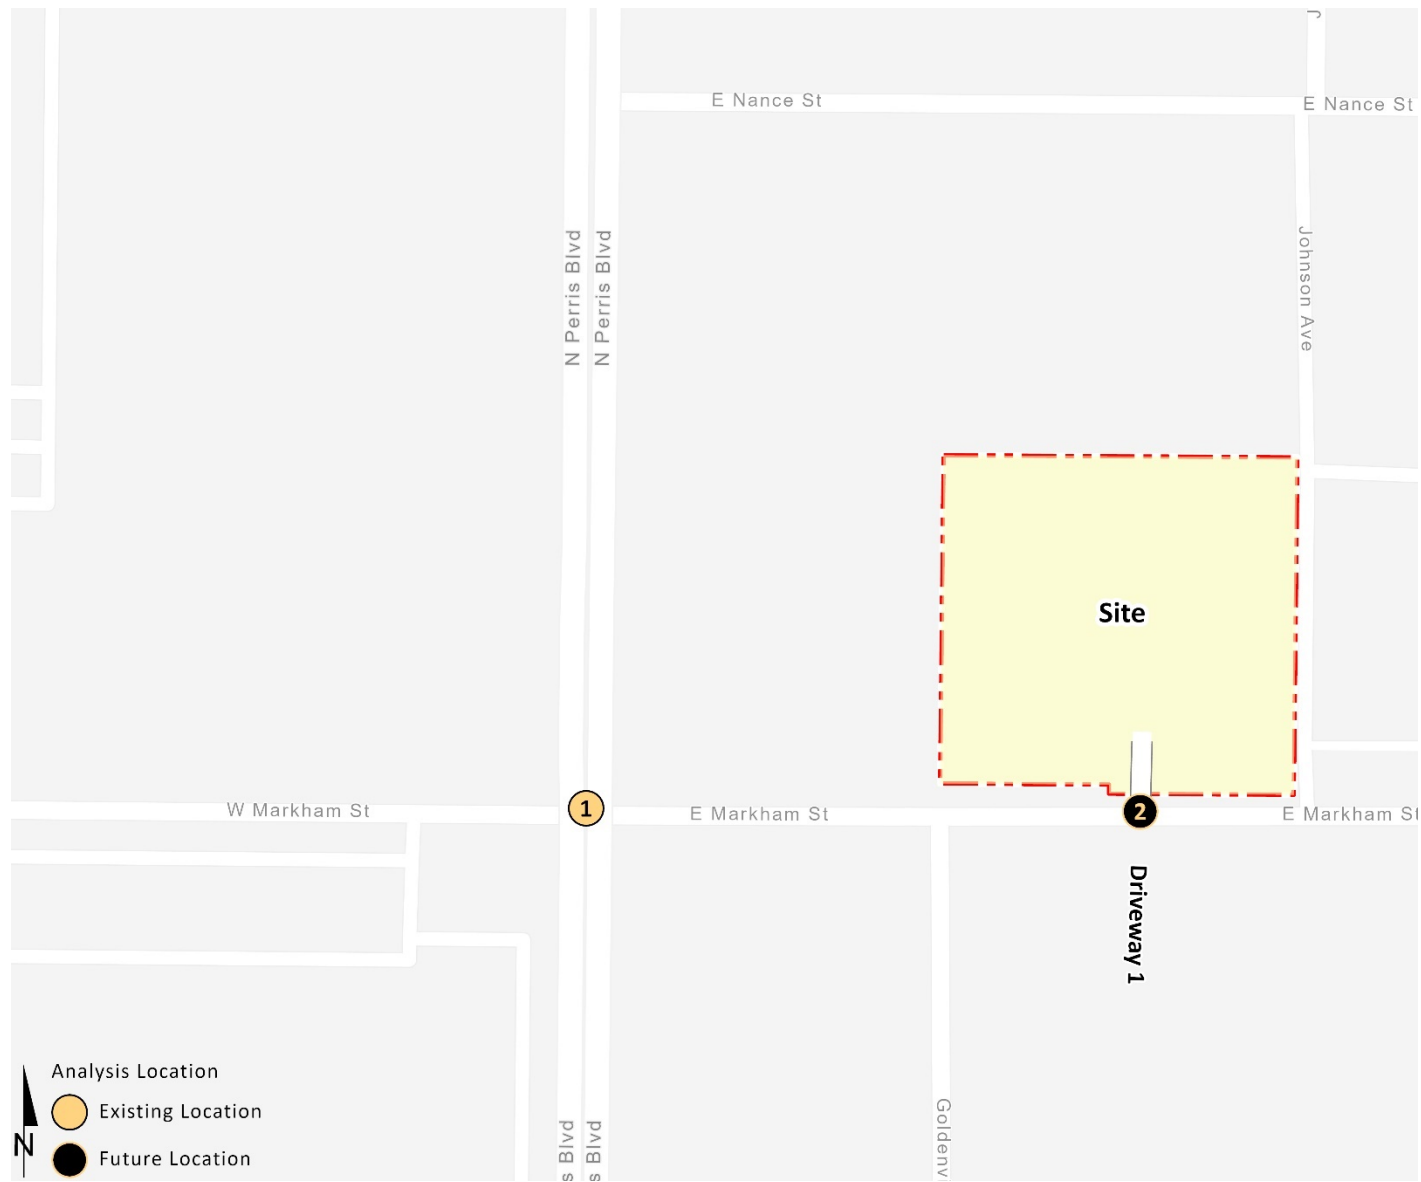 J
E Nance St
E Nance St
N Perris Blvd
N Perris Blvd
Johnson Ave
Site
W Markham St
1
E Markham St
2
E Markham St
Driveway 1
Analysis Location
Existing Location
Future Location
N
s Blvd
s Blvd
Goldenv